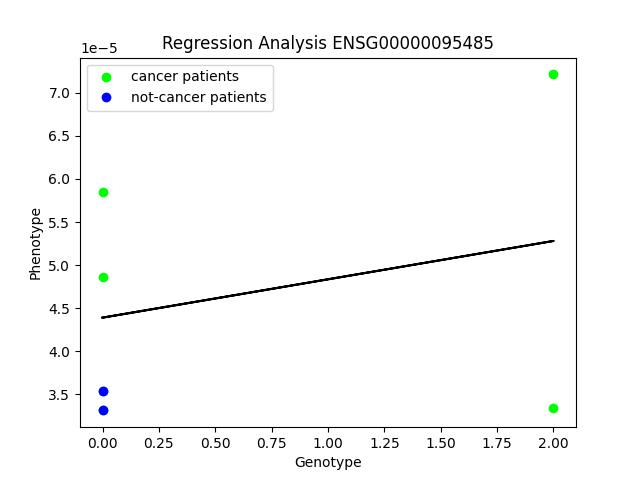 Regression Analysis ENSG00000095485
1e−5
cancer patients
not-cancer patients
7.0
6.5
6.0
5.5
5.0
4.5
4.0
3.5
Phenotype
0.00 0.25 0.50 0.75 1.00 1.25 1.50 1.75 2.00
Genotype